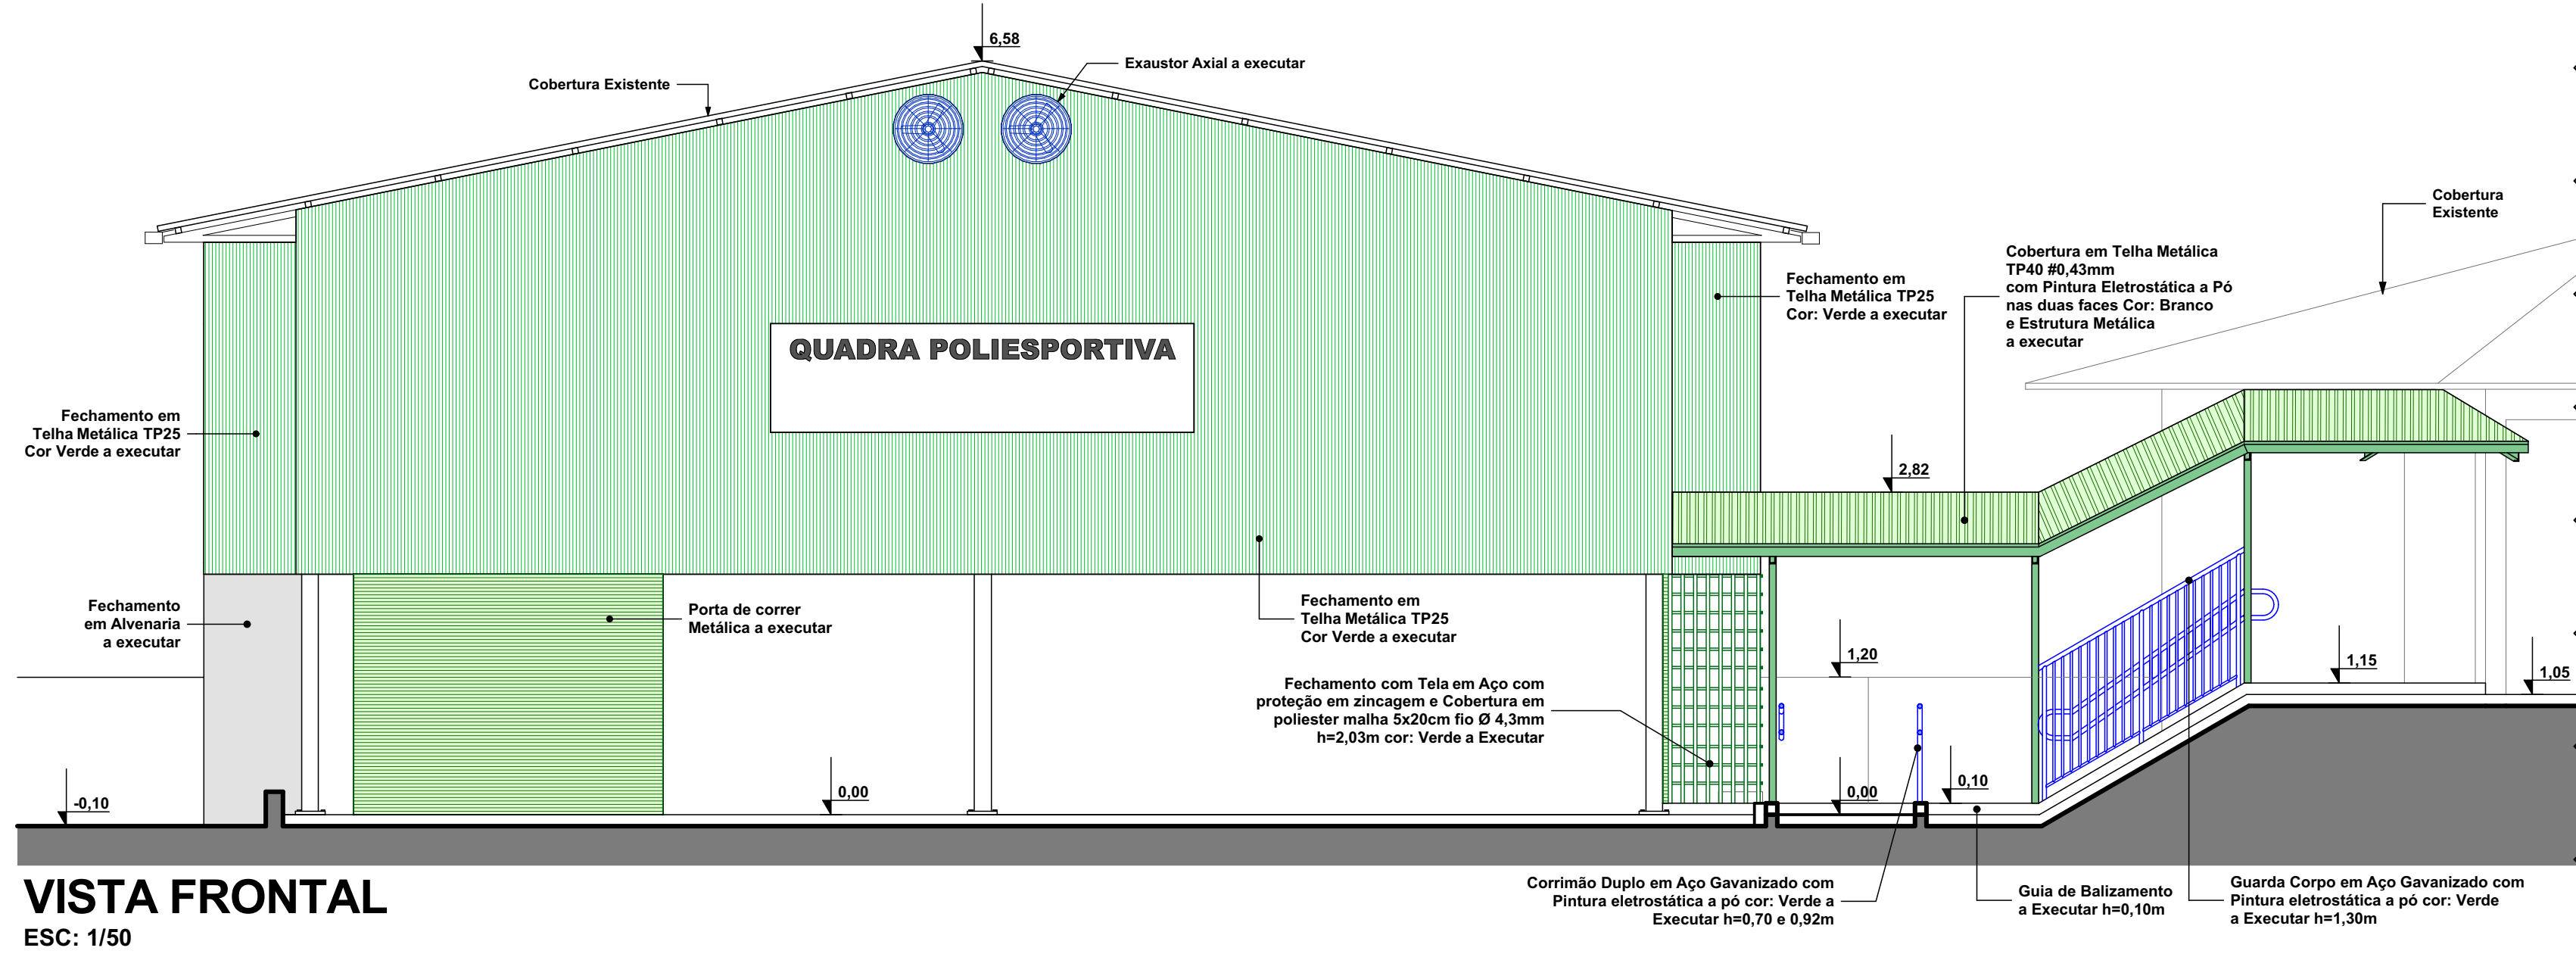 6,58
Cobertura Existente
Exaustor Axial a executar
Cobertura
Existente
Cobertura em Telha Metálica
TP40 #0,43mm
com Pintura Eletrostática a Pó
nas duas faces Cor: Branco
e Estrutura Metálica
a executar
Fechamento em
Telha Metálica TP25
Cor: Verde a executar
QUADRA POLIESPORTIVA
Fechamento em
Telha Metálica TP25
Cor Verde a executar
2,82
Fechamento
em Alvenaria
a executar
Porta de correr
Metálica a executar
Fechamento em
Telha Metálica TP25
Cor Verde a executar
1,20
1,15
1,05
Fechamento com Tela em Aço com
proteção em zincagem e Cobertura em
poliester malha 5x20cm fio Ø 4,3mm
h=2,03m cor: Verde a Executar
-0,10
0,00
0,00
0,10
VISTA FRONTAL
ESC: 1/50
Corrimão Duplo em Aço Gavanizado com
Pintura eletrostática a pó cor: Verde a
Executar h=0,70 e 0,92m
Guia de Balizamento
a Executar h=0,10m
Guarda Corpo em Aço Gavanizado com
Pintura eletrostática a pó cor: Verde
a Executar h=1,30m